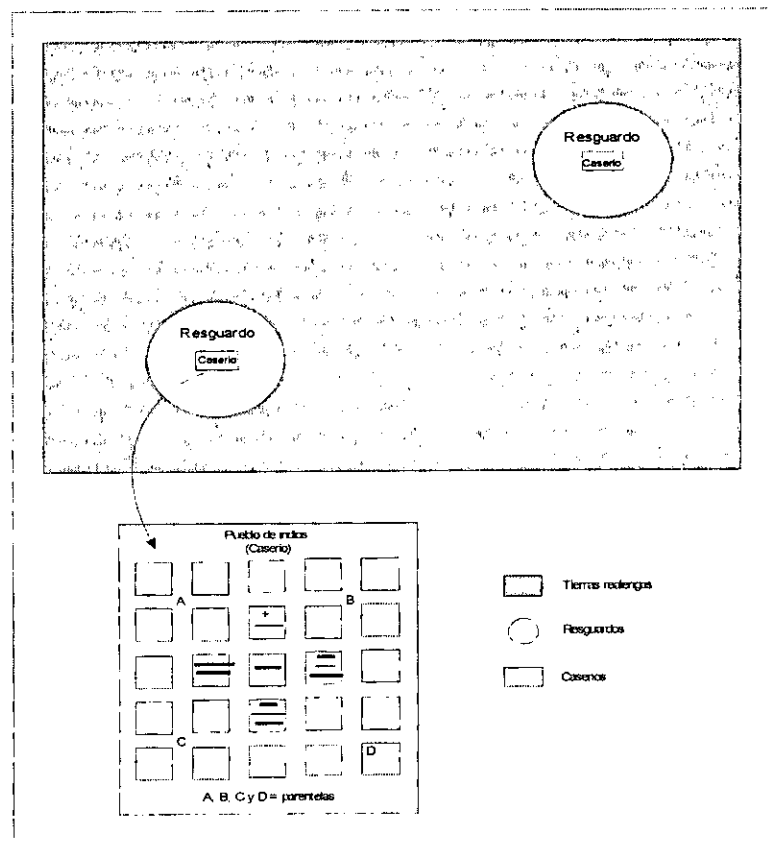 Resguardo
Caserio
Resguardo
Caserio
Pueblo de indios
(Caserio)
A
B
C
D
A, B, C y D = parentelas
Tierras realengas
Resguardos
Caserios